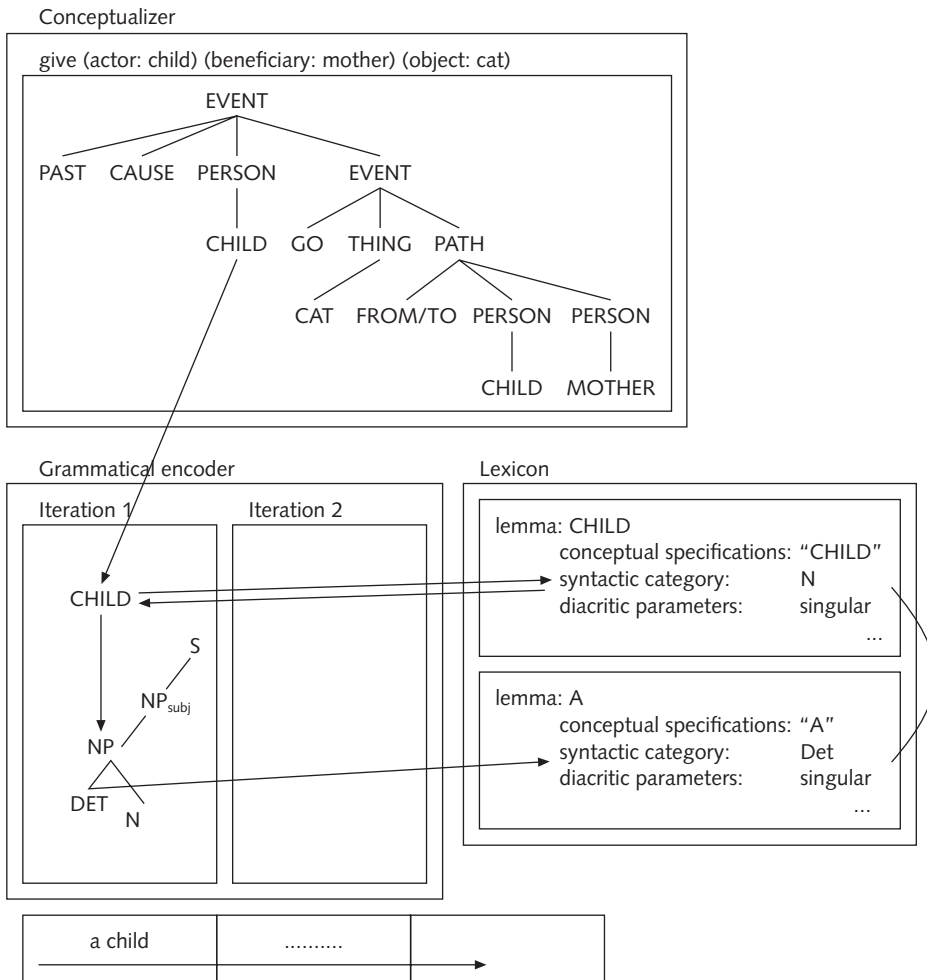 Conceptualizer
give (actor: child) (beneficiary: mother) (object: cat)
EVENT
PAST CAUSE PERSON EVENT
CHILD GO THING PATH
CAT FROM/TO PERSON PERSON
CHILD MOTHER
Grammatical encoder
Iteration 1 Iteration 2
CHILD
S
NPsubj
NP
DET
N
Lexicon
lemma: CHILD
conceptual specifications: “CHILD”
syntactic category: N
diacritic parameters: singular
...
lemma: A
conceptual specifications: “A”
syntactic category: Det
diacritic parameters: singular
...
a child ..........